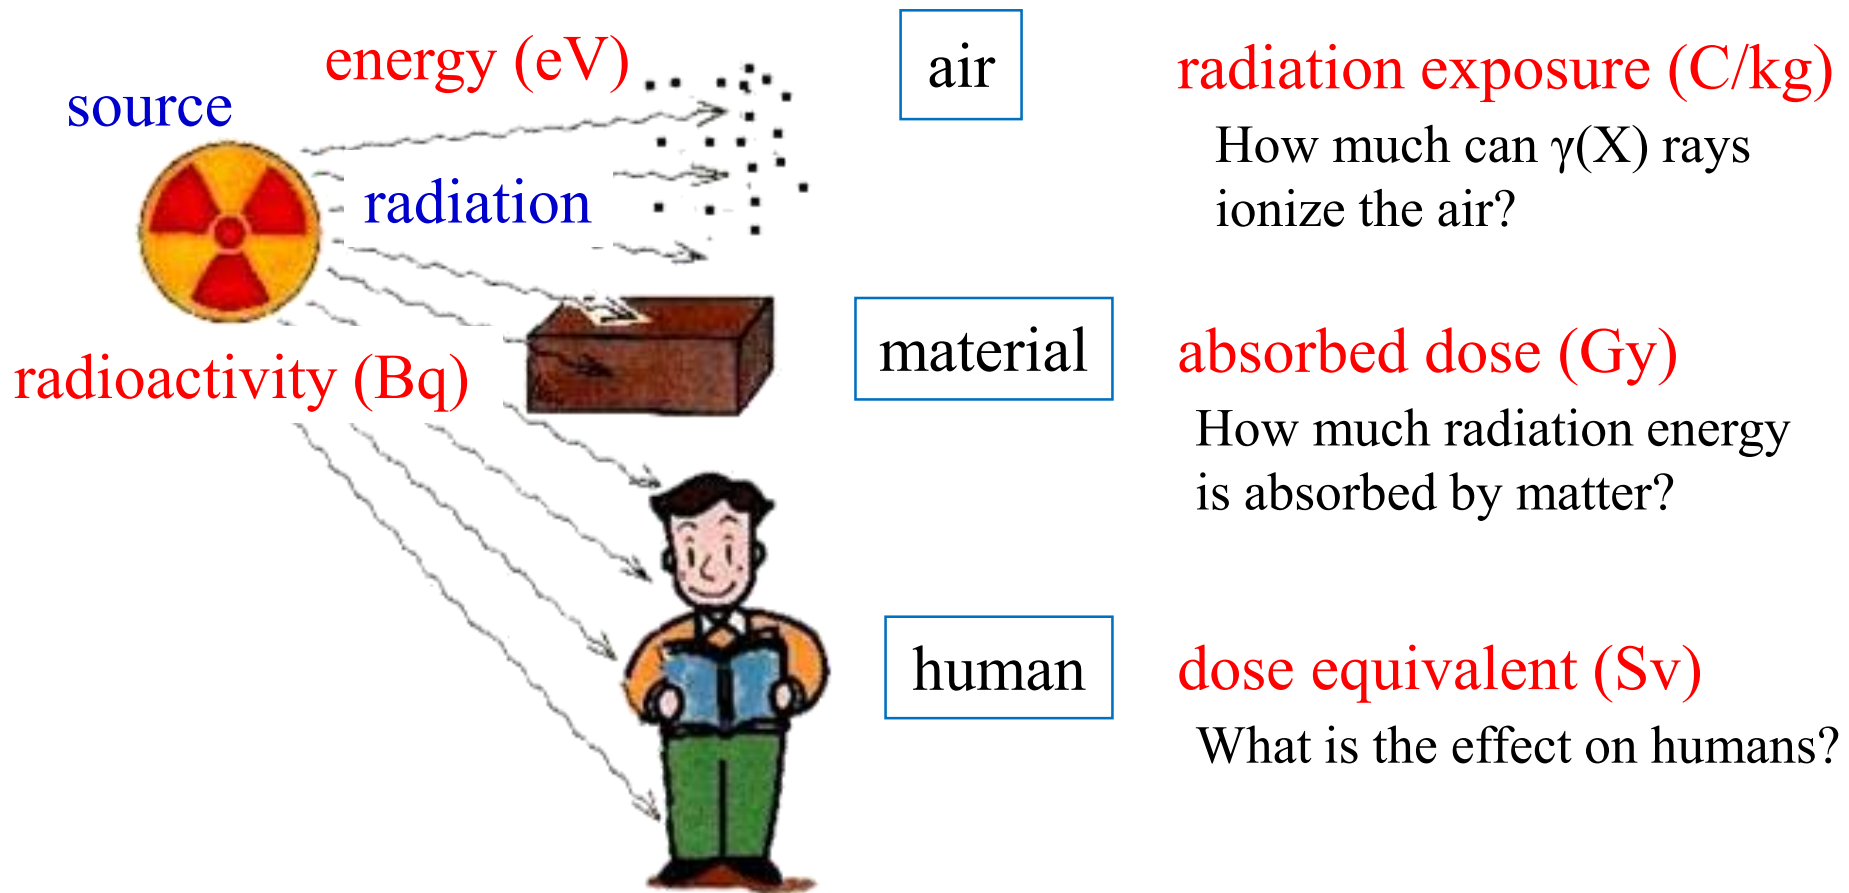 energy (eV)
source
radiation
radioactivity (Bq)
air
radiation exposure (C/kg)
How much can γ(X) rays
ionize the air?
material
absorbed dose (Gy)
How much radiation energy
is absorbed by matter?
human
dose equivalent (Sv)
What is the effect on humans?